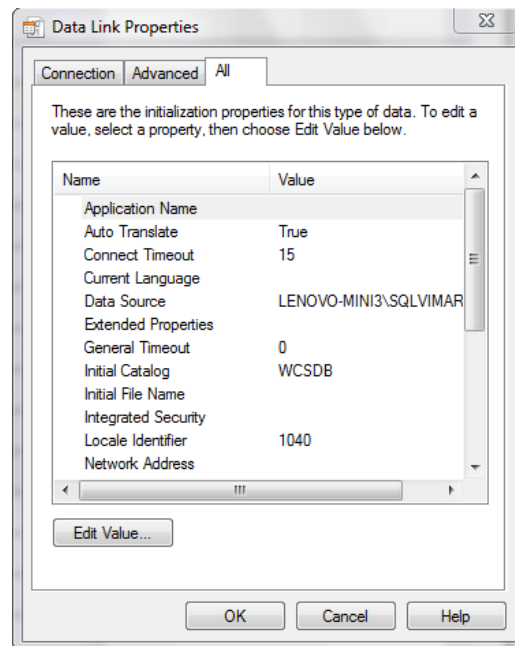 Data Link Properties
Connection Advanced All
These are the initialization properties for this type of data. To edit a
value, select a property, then choose Edit Value below.
Name Value
Application Name
Auto Translate True
Connect Timeout 15
Current Language
Data Source LENOVO-MINI3\SQLVIMAR
Extended Properties
General Timeout 0
Initial Catalog WCSDB
Initial File Name
Integrated Security
Locale Identifier 1040
Network Address
Edit Value...
OK Cancel Help